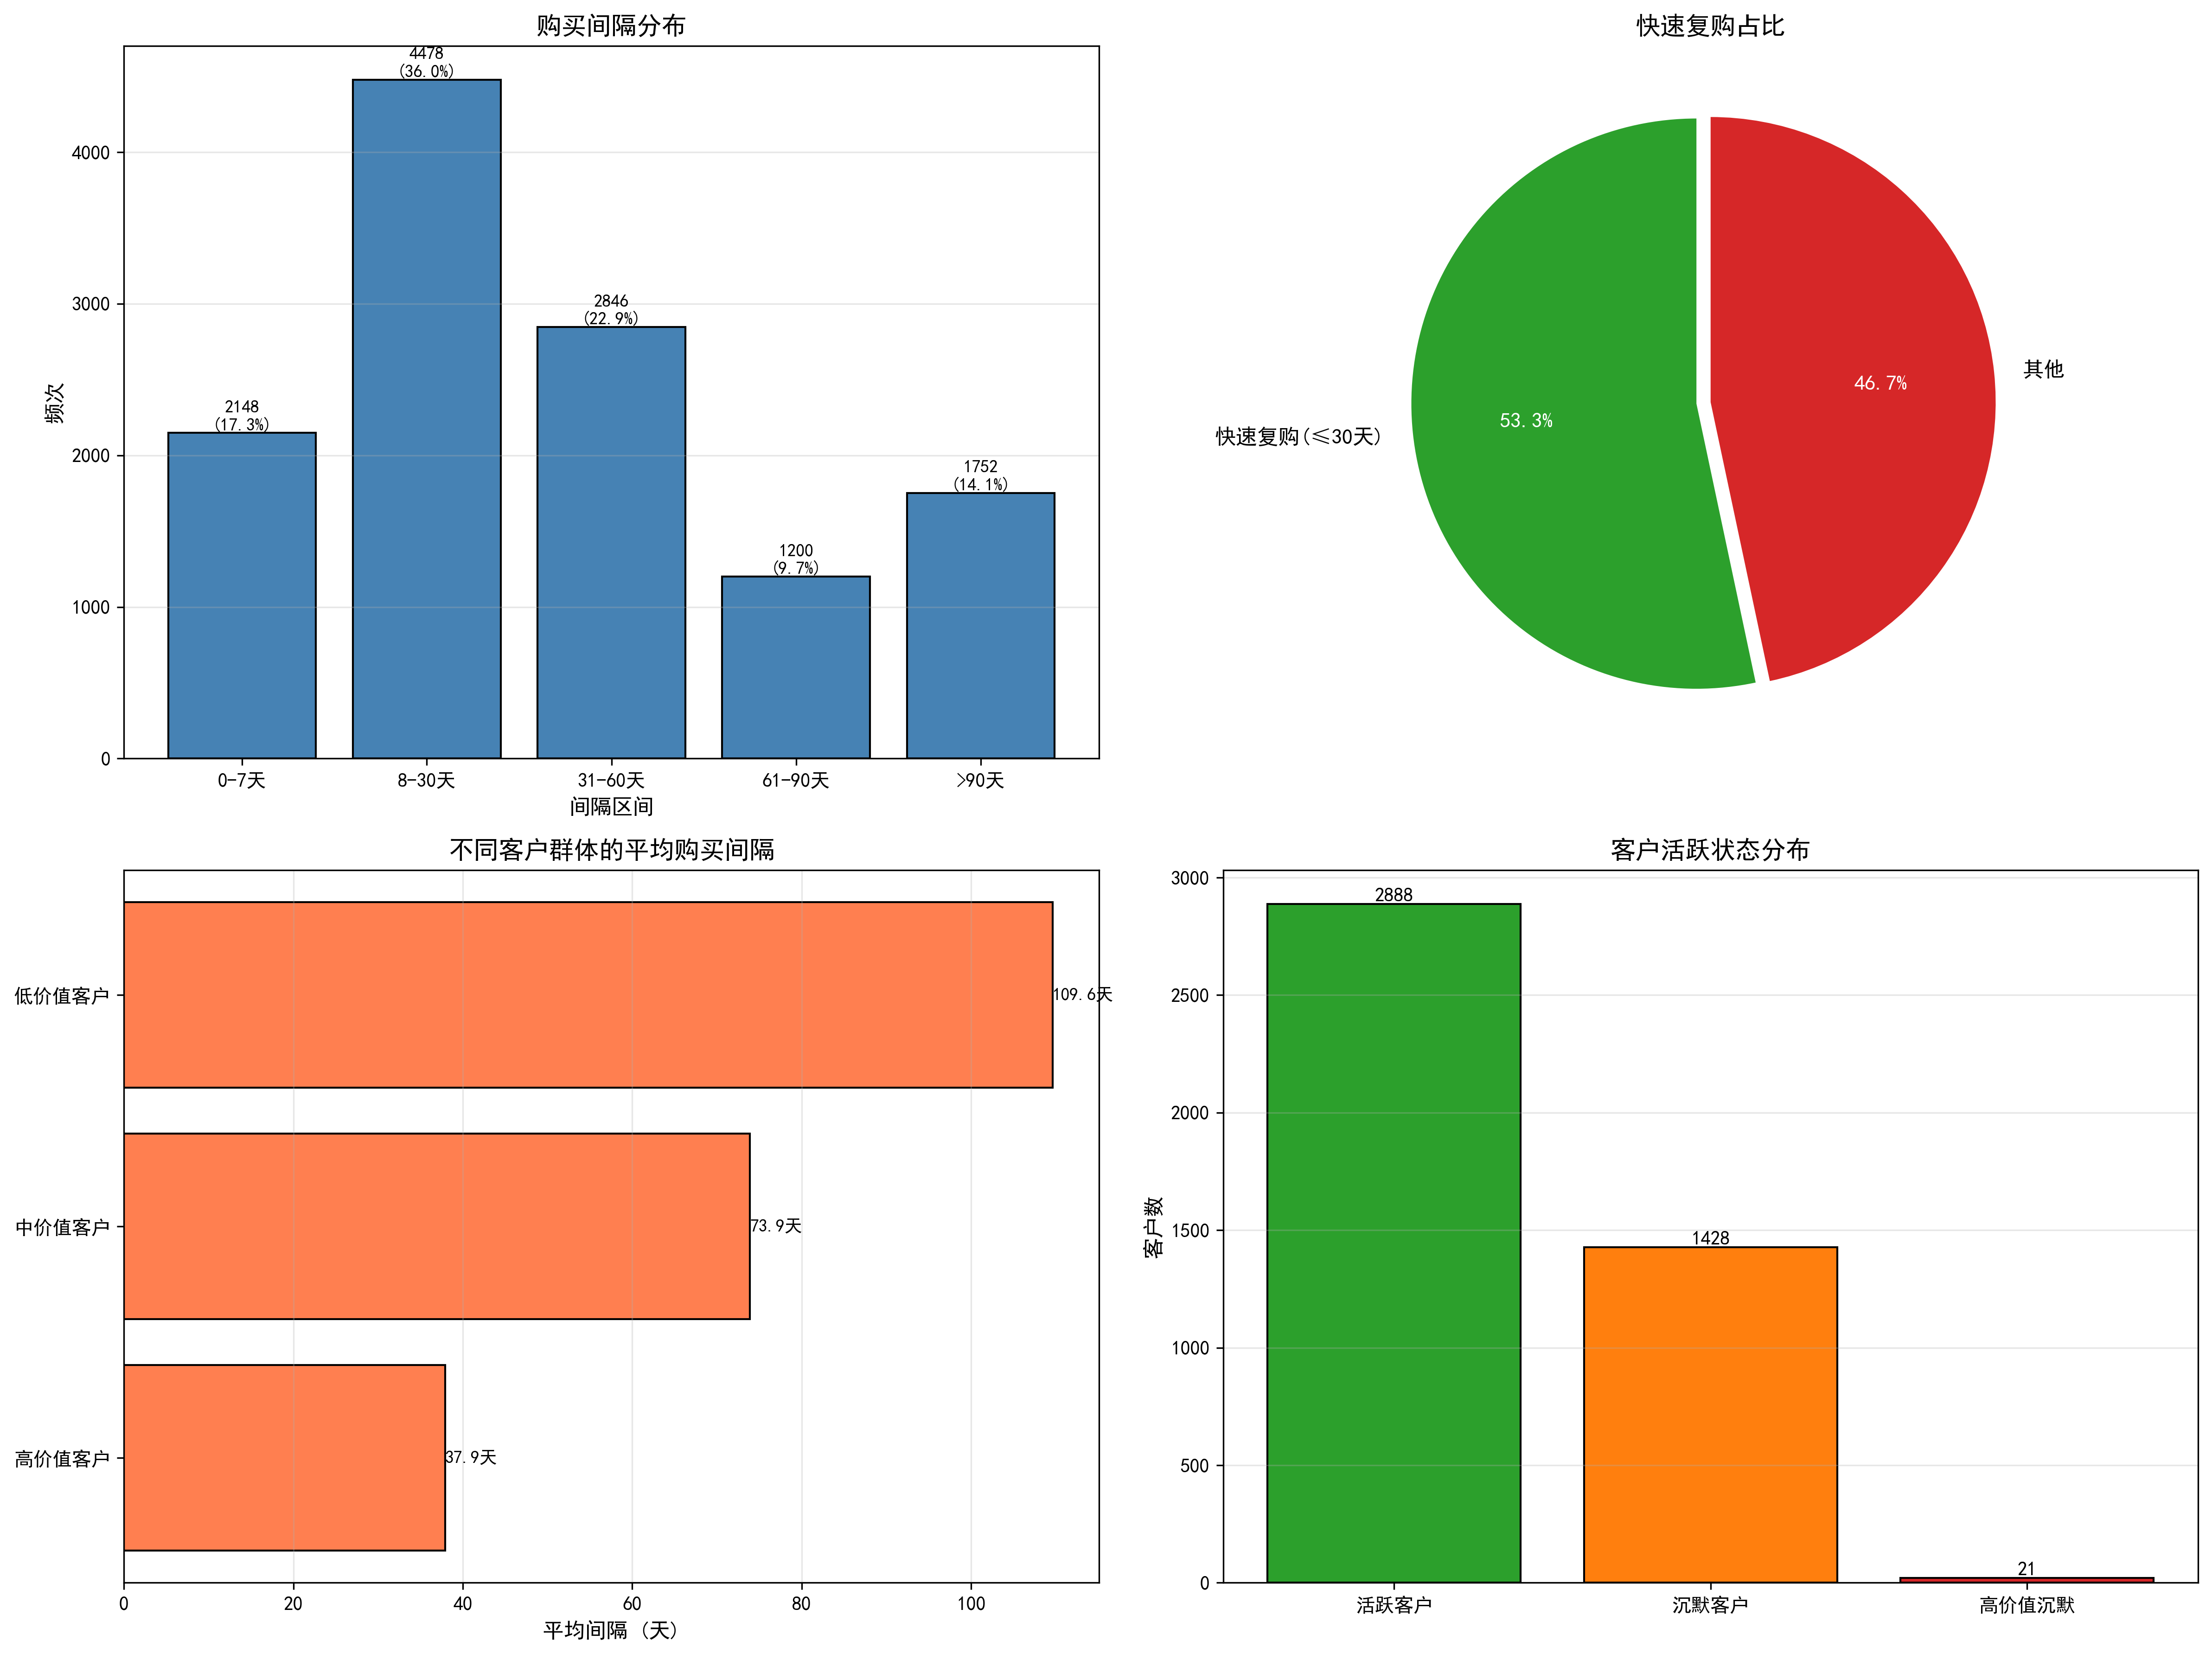 购买间隔分布
频次
4000
3000
2000
1000
0
4478
(36.0%)
2846
(22.9%)
2148
(17.3%)
1752
(14.1%)
1200
(9.7%)
0-7天
8-30天
31-60天
61-90天
>90天
间隔区间
快速复购占比
其他
46.7%
53.3%
快速复购(≤30天)
不同客户群体的平均购买间隔
低价值客户
109.6天
中价值客户
73.9天
高价值客户
37.9天
0
20
40
60
80
100
平均间隔 (天)
客户活跃状态分布
客户数
3000
2500
2000
1500
1000
500
0
2888
1428
21
活跃客户
沉默客户
高价值沉默